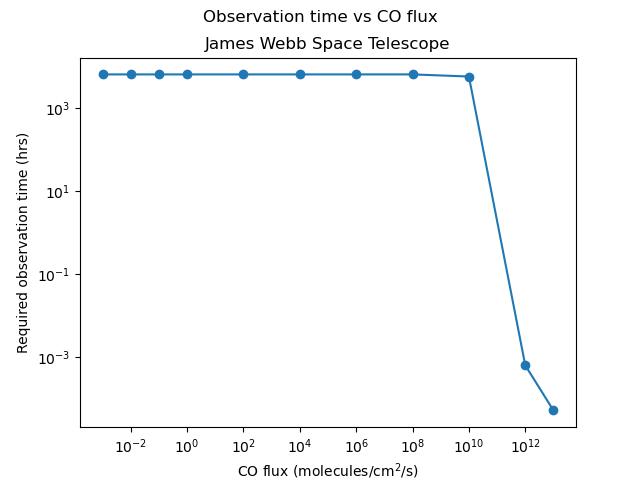 Observation time vs CO flux
James Webb Space Telescope
Required observation time (hrs)
10³
10¹
10⁻¹
10⁻³
10⁻² 10⁰ 10² 10⁴ 10⁶ 10⁸ 10¹⁰ 10¹²
CO flux (molecules/cm²/s)